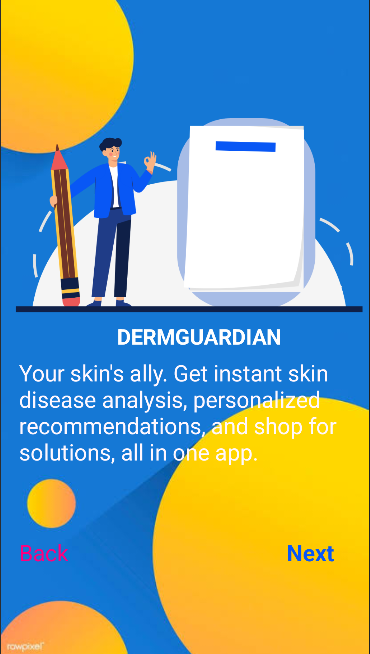 DERMGUARDIAN
Your skin's ally. Get instant skin
disease analysis, personalized
recommendations, and shop for
solutions, all in one app.
Back
Next
rawpixel